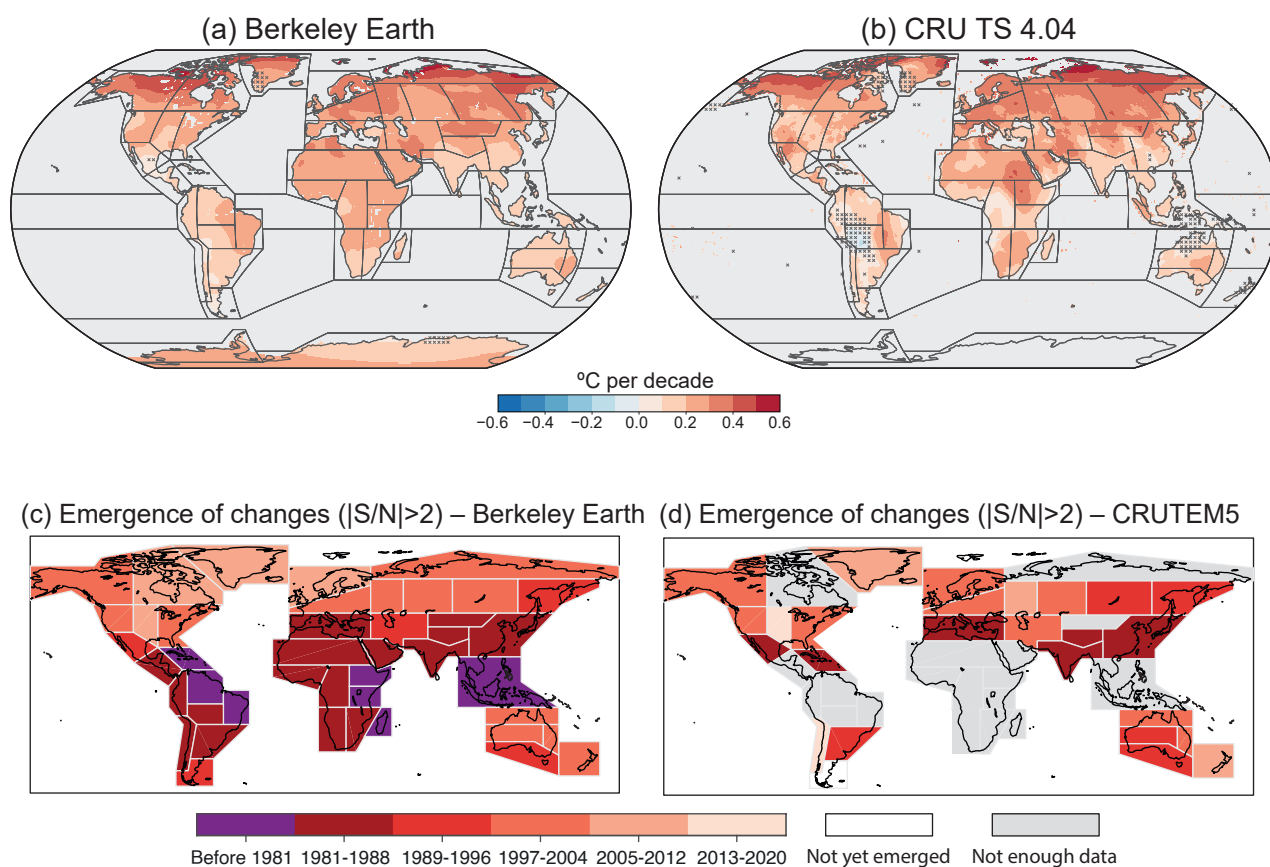 (a) Berkeley Earth
(b) CRU TS 4.04
ºC per decade
−0.6 −0.4 −0.2 0.0 0.2 0.4 0.6
(c) Emergence of changes (|S/N|>2) – Berkeley Earth
(d) Emergence of changes (|S/N|>2) – CRUTEM5
Before 1981 1981-1988 1989-1996 1997-2004 2005-2012 2013-2020 Not yet emerged Not enough data